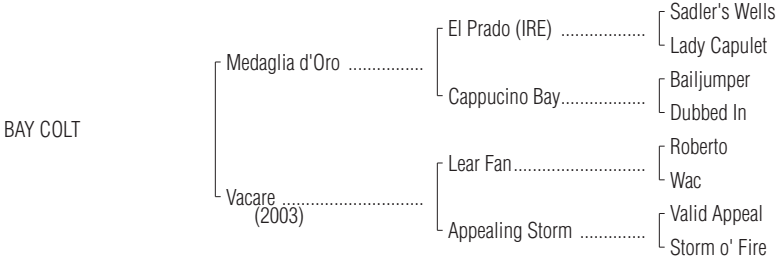 Sadler's Wells
El Prado (IRE) ..................
Lady Capulet
Medaglia d'Oro ................
Bailjumper
Cappucino Bay..................
Dubbed In
BAY COLT
Roberto
Lear Fan............................
Wac
Vacare ..............................
(2003)
Valid Appeal
Appealing Storm ..............
Storm o' Fire